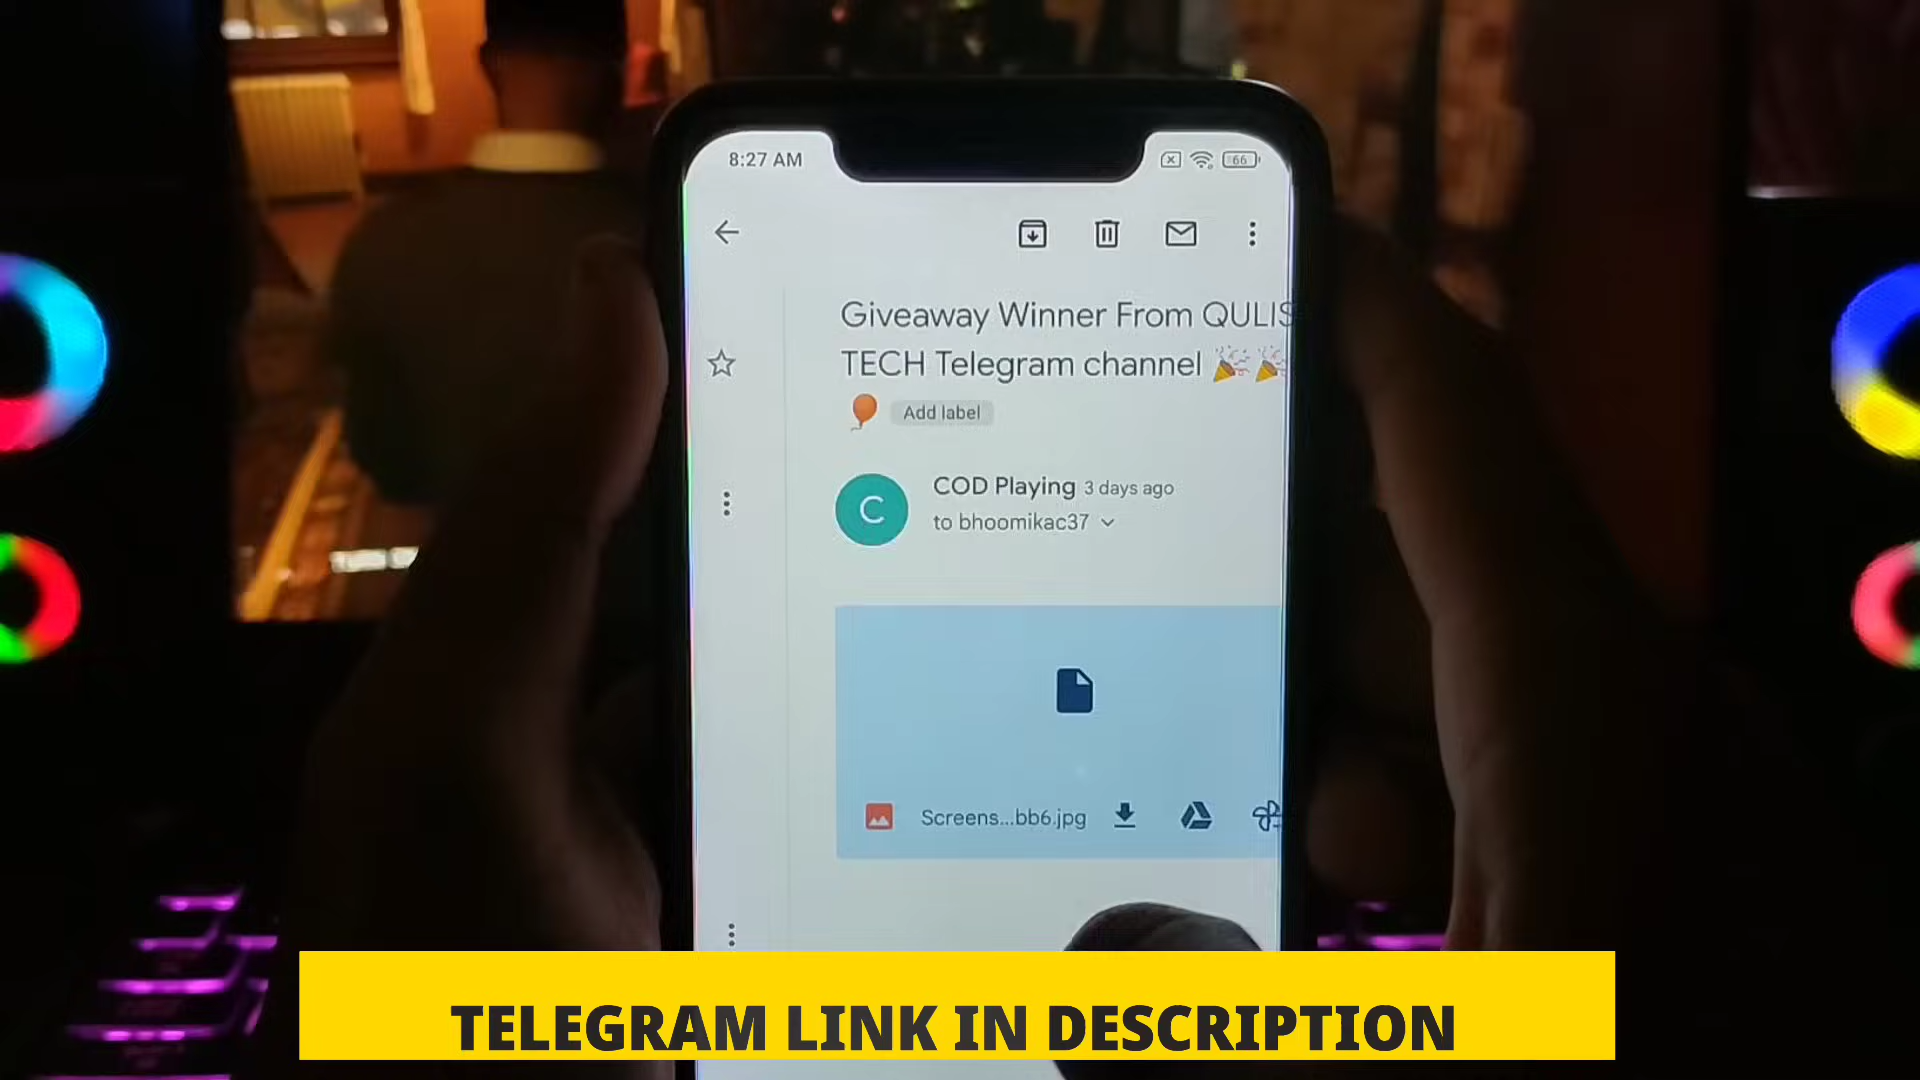 8:27 AM
66
Giveaway Winner From QULIS
TECH Telegram channel 🎉🎉
🎈 Add label
C
COD Playing 3 days ago
to bhoomikac37
Screens...bb6.jpg
TELEGRAM LINK IN DESCRIPTION